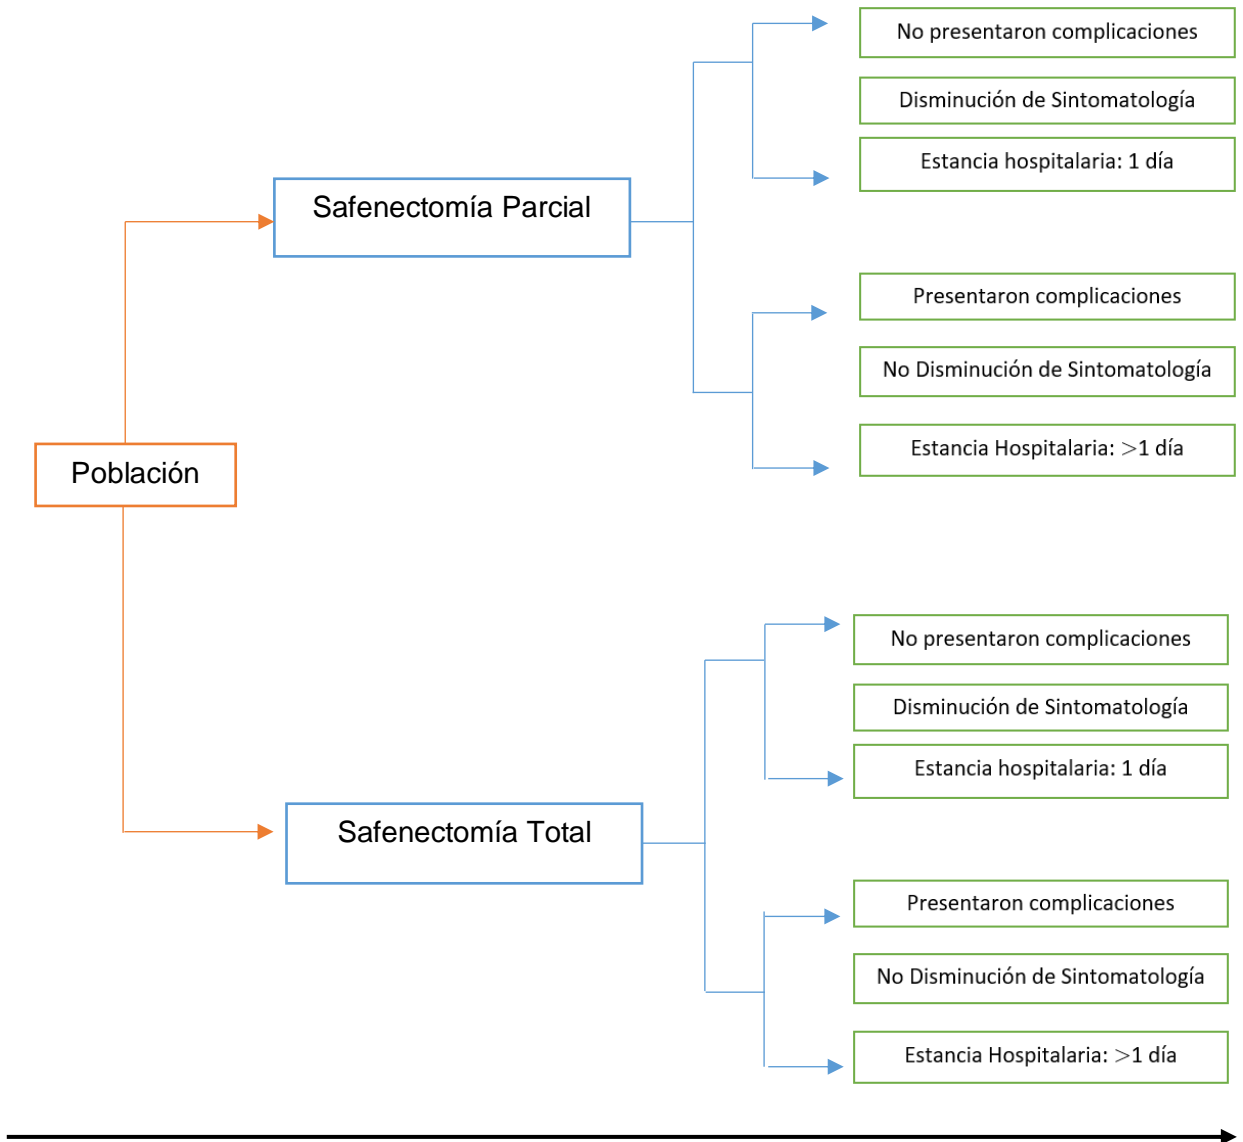 No presentaron complicaciones
Disminución de Sintomatología
Estancia hospitalaria: 1 día
Safenectomía Parcial
Presentaron complicaciones
No Disminución de Sintomatología
Estancia Hospitalaria: >1 día
Población
No presentaron complicaciones
Disminución de Sintomatología
Estancia hospitalaria: 1 día
Safenectomía Total
Presentaron complicaciones
No Disminución de Sintomatología
Estancia Hospitalaria: >1 día